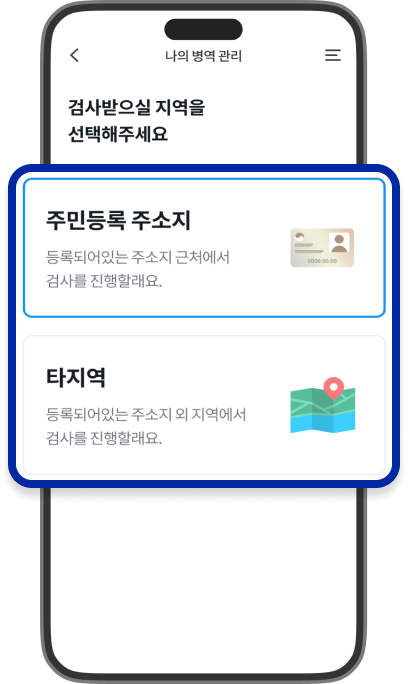 나의 병역 관리
검사받으실 지역을
선택해주세요
주민등록 주소지
등록되어있는 주소지 근처에서
검사를 진행할래요.
타지역
등록되어있는 주소지 외 지역에서
검사를 진행할래요.